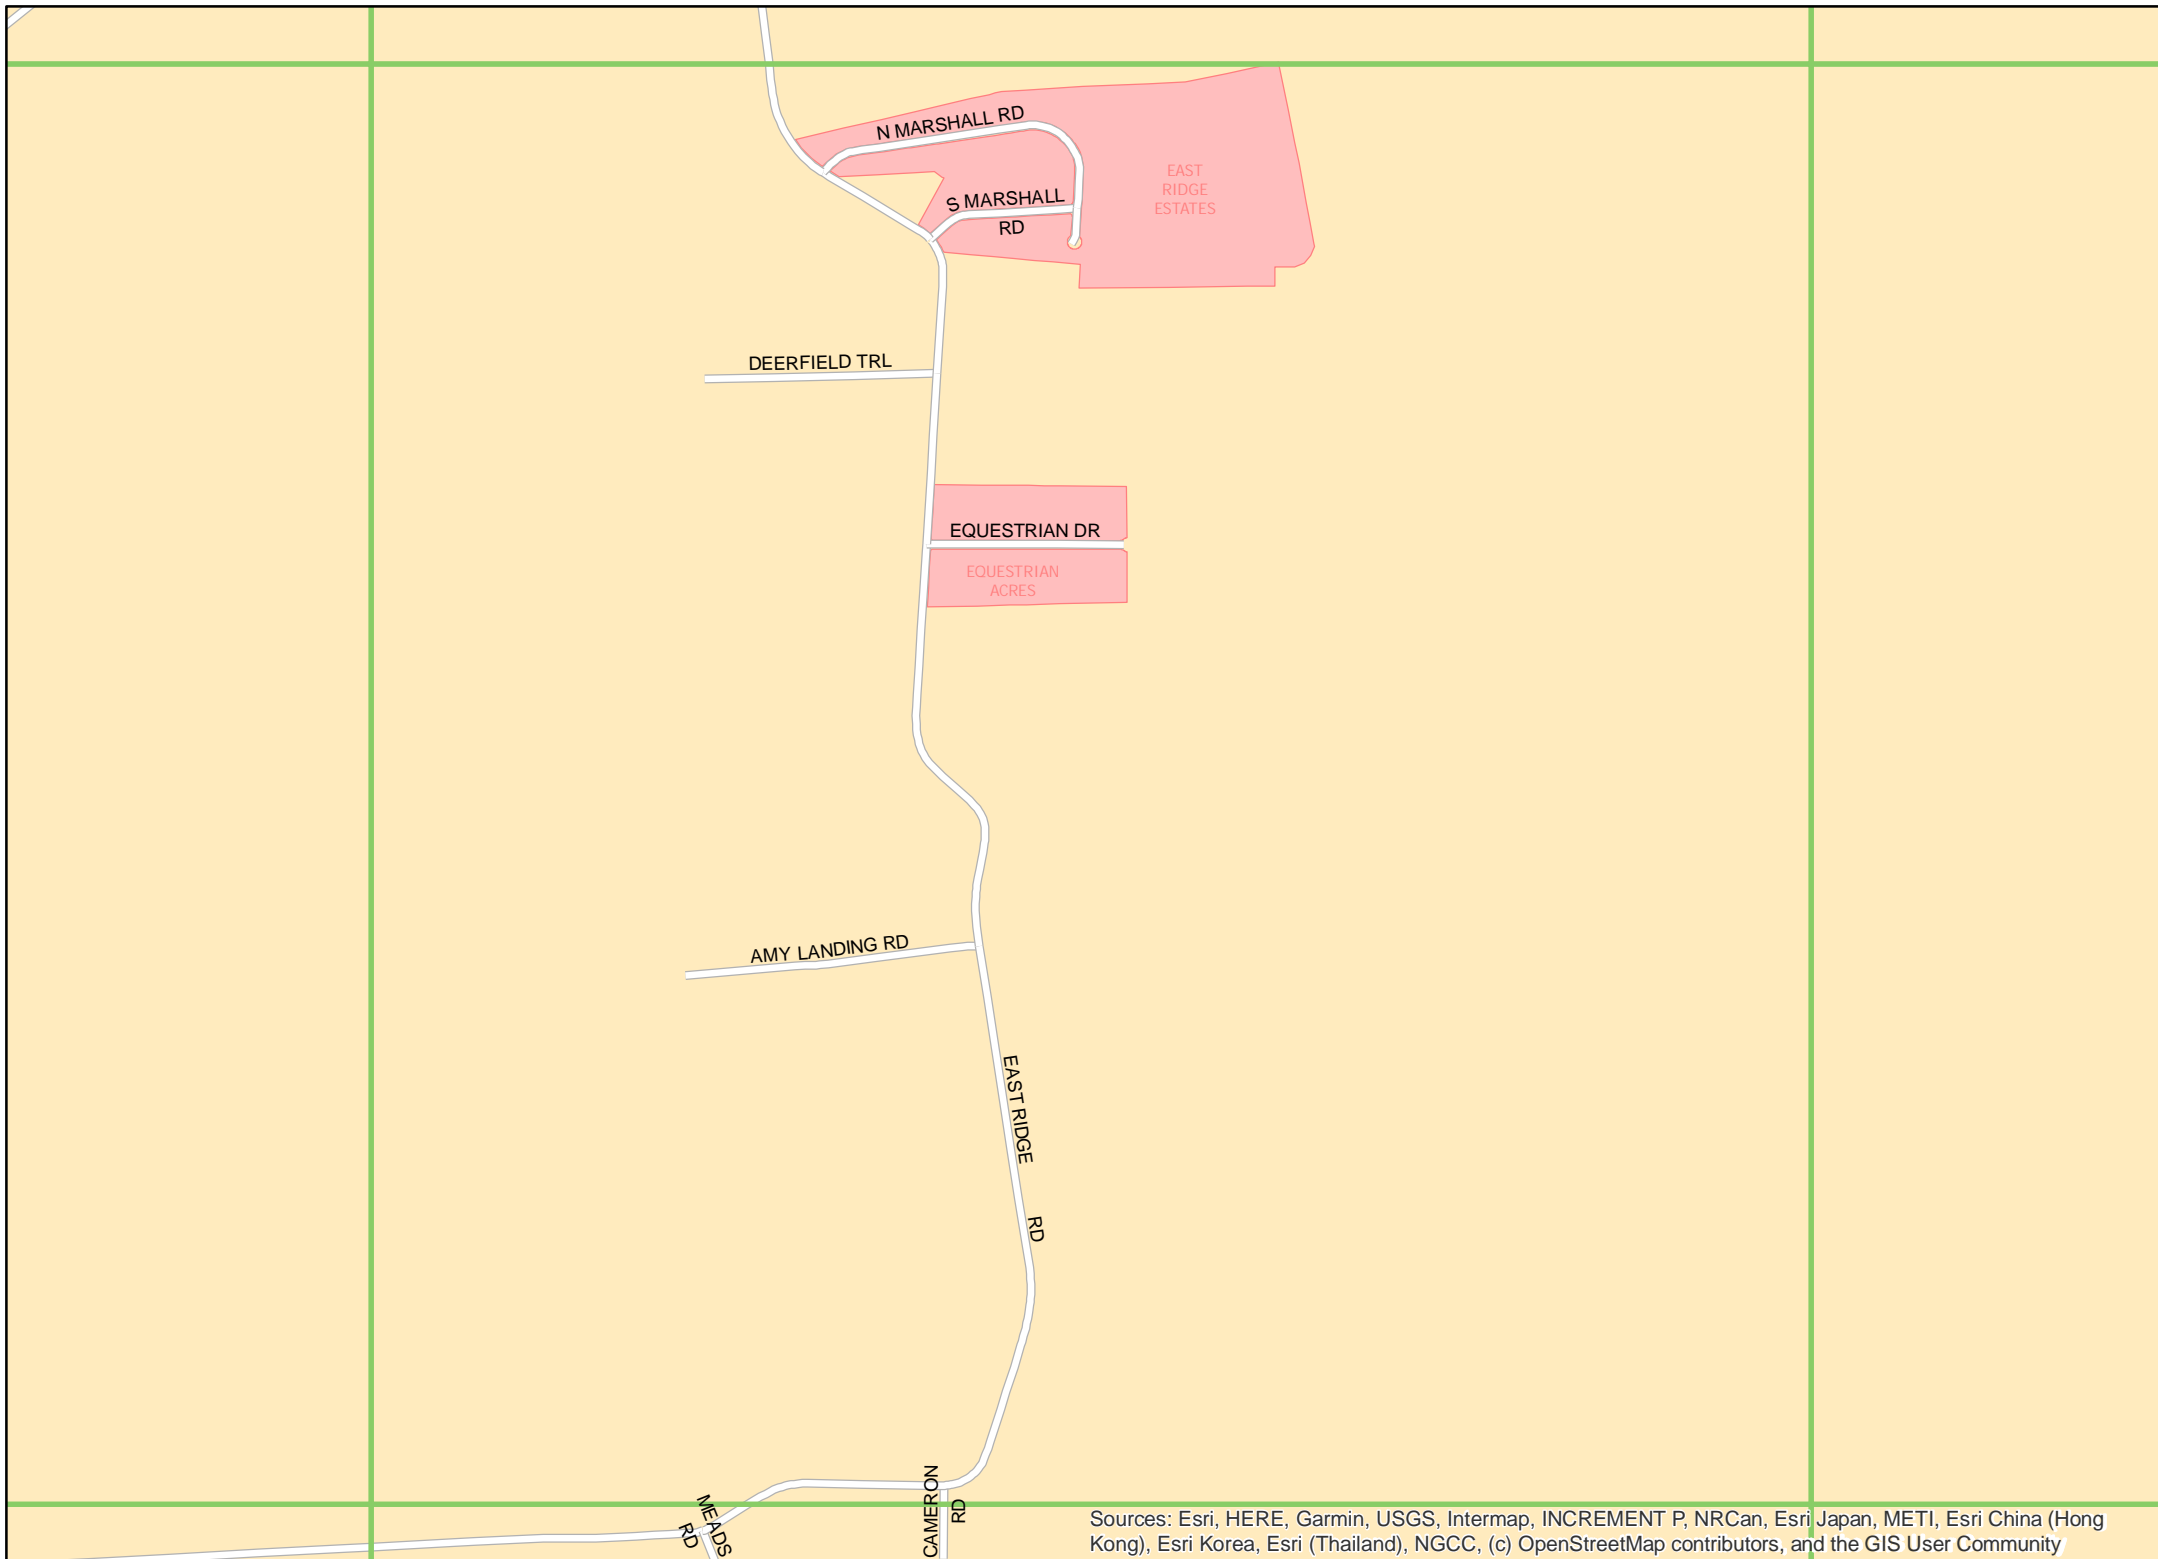 N MARSHALL RD
EAST
RIDGE
ESTATES
S MARSHALL
RD
DEERFIELD TRL
EQUESTRIAN DR
EQUESTRIAN
ACRES
AMY LANDING RD
EAST RIDGE
RD
MEADS
RD
CAMERON
RD
Sources: Esri, HERE, Garmin, USGS, Intermap, INCREMENT P, NRCan, Esri Japan, METI, Esri China (Hong
Kong), Esri Korea, Esri (Thailand), NGCC, (c) OpenStreetMap contributors, and the GIS User Community